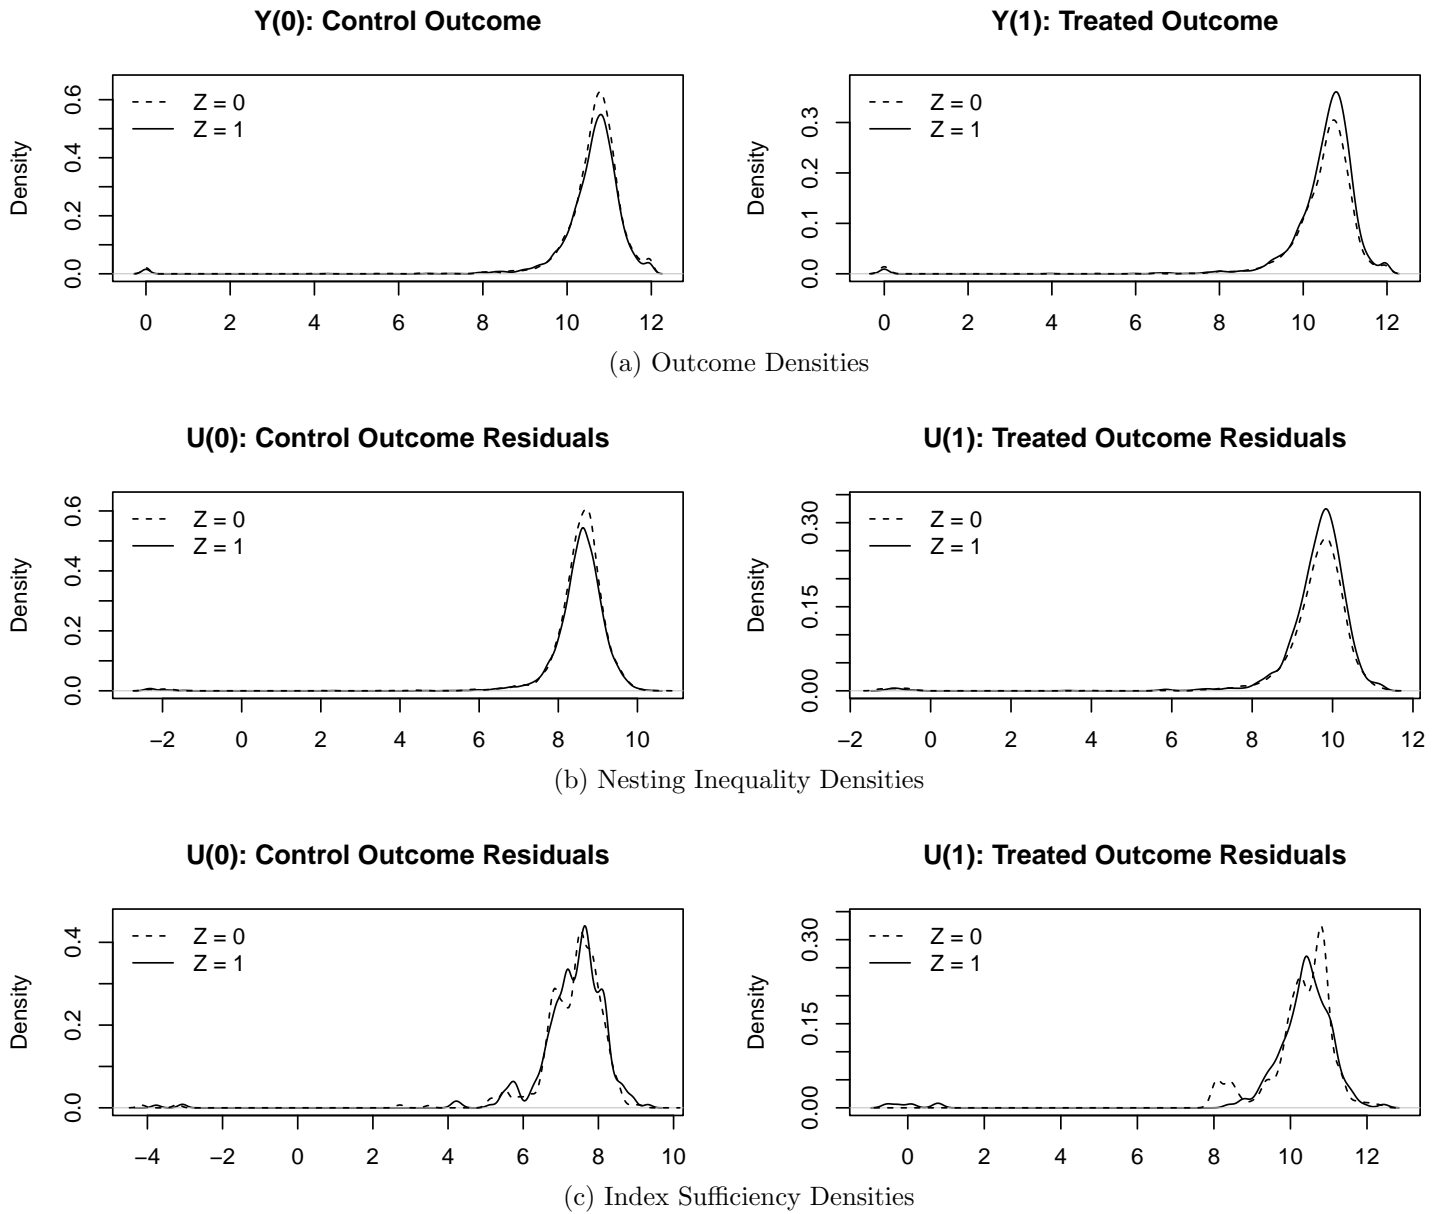 Y(0): Control Outcome
Y(1): Treated Outcome
Density
0.0 0.2 0.4 0.6
Z = 0
Z = 1
0 2 4 6 8 10 12
Density
0.0 0.1 0.2 0.3
Z = 0
Z = 1
0 2 4 6 8 10 12
(a) Outcome Densities
U(0): Control Outcome Residuals
U(1): Treated Outcome Residuals
Density
0.0 0.2 0.4 0.6
Z = 0
Z = 1
−2 0 2 4 6 8 10
Density
0.00 0.15 0.30
Z = 0
Z = 1
−2 0 2 4 6 8 10 12
(b) Nesting Inequality Densities
U(0): Control Outcome Residuals
U(1): Treated Outcome Residuals
Density
0.0 0.2 0.4
Z = 0
Z = 1
−4 −2 0 2 4 6 8 10
Density
0.00 0.15 0.30
Z = 0
Z = 1
0 2 4 6 8 10 12
(c) Index Sufficiency Densities